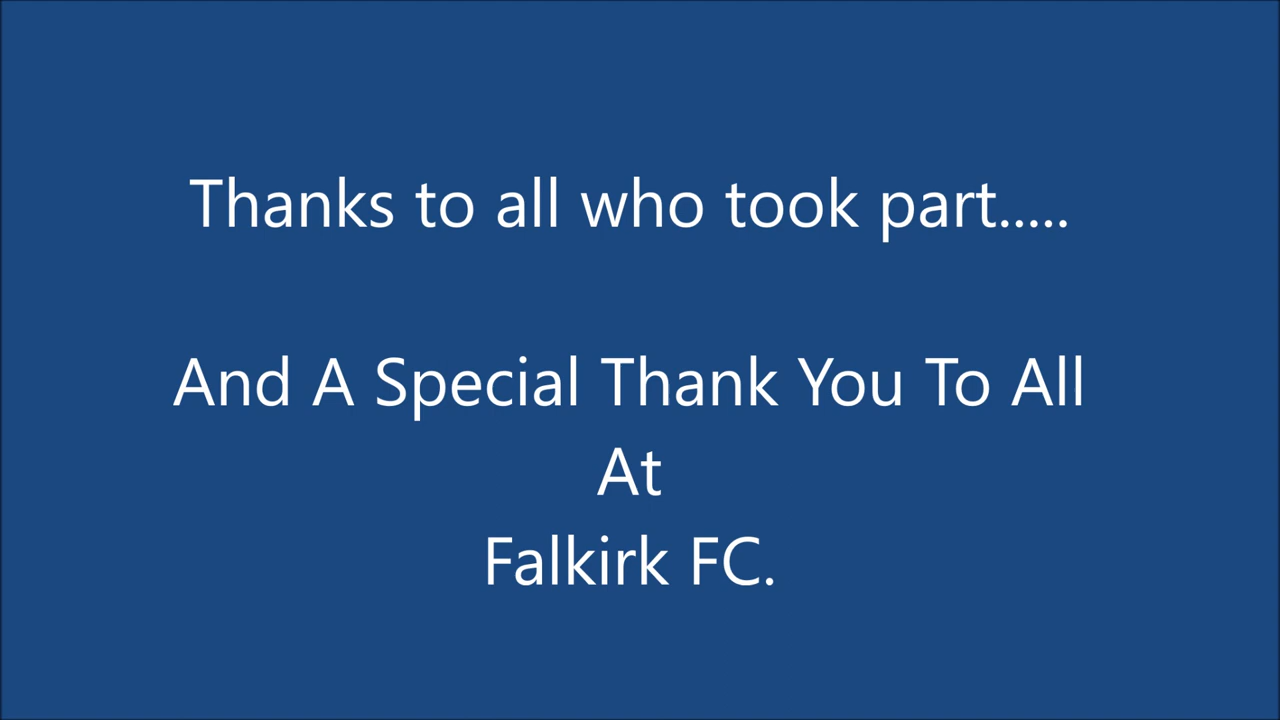 Thanks to all who took part.....
And A Special Thank You To All
At
Falkirk FC.